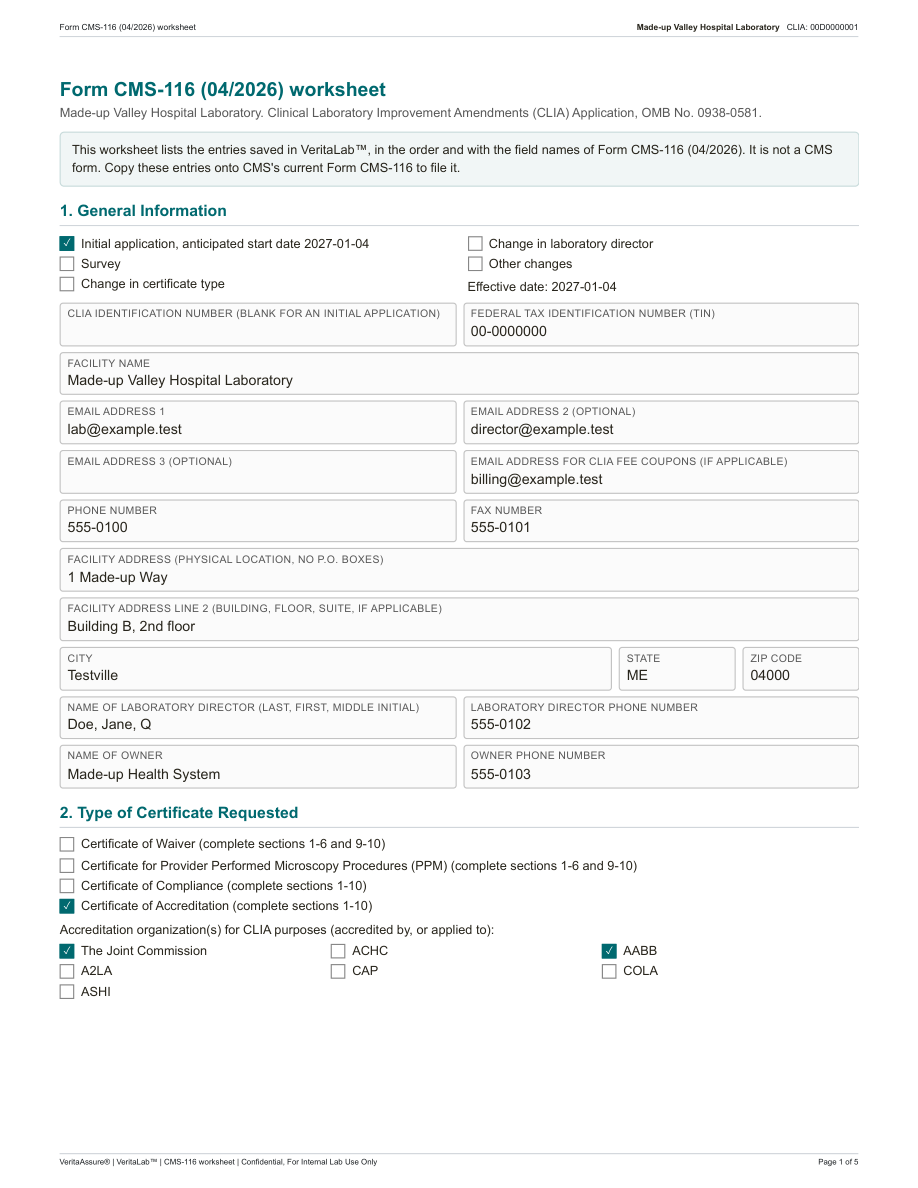 Form CMS-116 (04/2026) worksheet
Made-up Valley Hospital Laboratory CLIA: 00D0000001
Form CMS-116 (04/2026) worksheet
Made-up Valley Hospital Laboratory. Clinical Laboratory Improvement Amendments (CLIA) Application, OMB No. 0938-0581.
This worksheet lists the entries saved in VeritaLab™, in the order and with the field names of Form CMS-116 (04/2026). It is not a CMS
form. Copy these entries onto CMS's current Form CMS-116 to file it.
1. General Information
✓ Initial application, anticipated start date 2027-01-04
Change in laboratory director
Survey
Other changes
Change in certificate type
Effective date: 2027-01-04
CLIA IDENTIFICATION NUMBER (BLANK FOR AN INITIAL APPLICATION)
FEDERAL TAX IDENTIFICATION NUMBER (TIN)
00-0000000
FACILITY NAME
Made-up Valley Hospital Laboratory
EMAIL ADDRESS 1
lab@example.test
EMAIL ADDRESS 2 (OPTIONAL)
director@example.test
EMAIL ADDRESS 3 (OPTIONAL)
EMAIL ADDRESS FOR CLIA FEE COUPONS (IF APPLICABLE)
billing@example.test
PHONE NUMBER
555-0100
FAX NUMBER
555-0101
FACILITY ADDRESS (PHYSICAL LOCATION, NO P.O. BOXES)
1 Made-up Way
FACILITY ADDRESS LINE 2 (BUILDING, FLOOR, SUITE, IF APPLICABLE)
Building B, 2nd floor
CITY
Testville
STATE
ME
ZIP CODE
04000
NAME OF LABORATORY DIRECTOR (LAST, FIRST, MIDDLE INITIAL)
Doe, Jane, Q
LABORATORY DIRECTOR PHONE NUMBER
555-0102
NAME OF OWNER
Made-up Health System
OWNER PHONE NUMBER
555-0103
2. Type of Certificate Requested
Certificate of Waiver (complete sections 1-6 and 9-10)
Certificate for Provider Performed Microscopy Procedures (PPM) (complete sections 1-6 and 9-10)
Certificate of Compliance (complete sections 1-10)
✓ Certificate of Accreditation (complete sections 1-10)
Accreditation organization(s) for CLIA purposes (accredited by, or applied to):
✓ The Joint Commission
ACHC
✓ AABB
A2LA
CAP
COLA
ASHI
VeritaAssure® | VeritaLab™ | CMS-116 worksheet | Confidential, For Internal Lab Use Only
Page 1 of 5